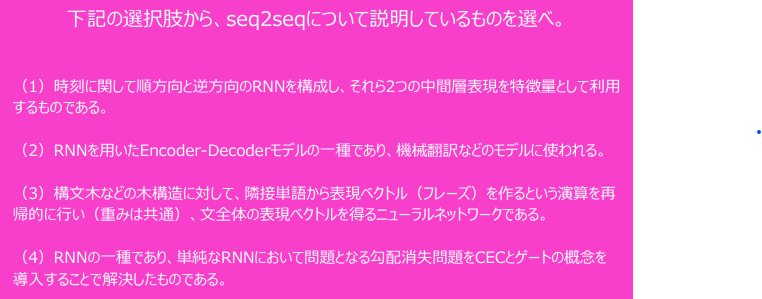 下記の選択肢から、seq2seqについて説明しているものを選べ。
（1）時刻に関して順方向と逆方向のRNNを構成し、それら2つの中間層表現を特徴量として利用
するものである。
（2）RNNを用いたEncoder-Decoderモデルの一種であり、機械翻訳などのモデルに使われる。
（3）構文木などの木構造に対して、隣接単語から表現ベクトル（フレーズ）を作るという演算を再
帰的に行い（重みは共通）、文全体の表現ベクトルを得るニューラルネットワークである。
（4）RNNの一種であり、単純なRNNにおいて問題となる勾配消失問題をCECとゲートの概念を
導入することで解決したものである。